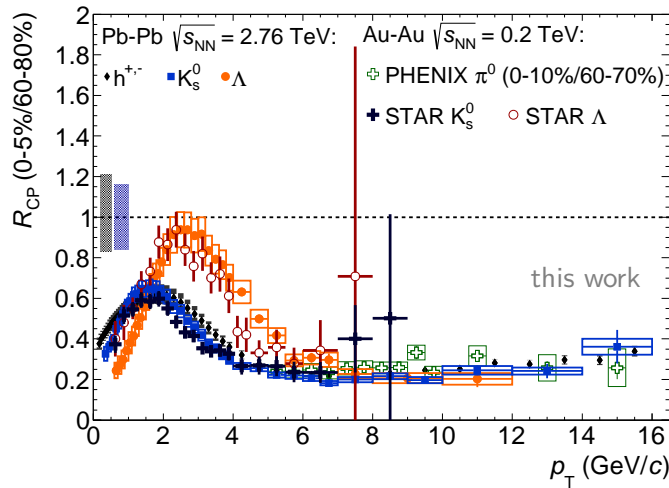 Pb-Pb √sNN = 2.76 TeV: Au-Au √sNN = 0.2 TeV:
h+,- K0s Λ PHENIX π0 (0-10%/60-70%)
STAR K0s STAR Λ
this work
RCP (0-5%/60-80%)
2
1.8
1.6
1.4
1.2
1
0.8
0.6
0.4
0.2
0
0 2 4 6 8 10 12 14 16
pT (GeV/c)